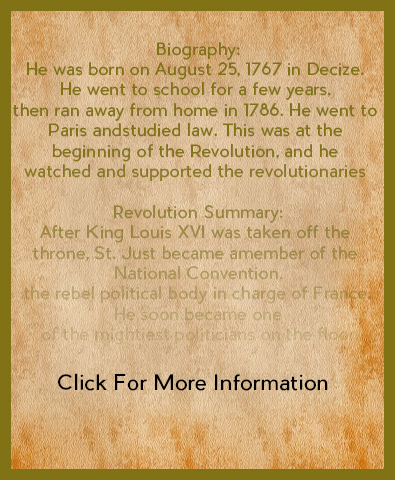 Biography:
He was born on August 25, 1767 in Decize.
He went to school for a few years,
then ran away from home in 1786. He went to
Paris andstudied law. This was at the
beginning of the Revolution, and he
watched and supported the revolutionaries
Revolution Summary:
After King Louis XVI was taken off the
throne, St. Just became amember of the
National Convention,
the rebel political body in charge of France.
He soon became one
of the mightiest politicians on the floor
Click For More Information